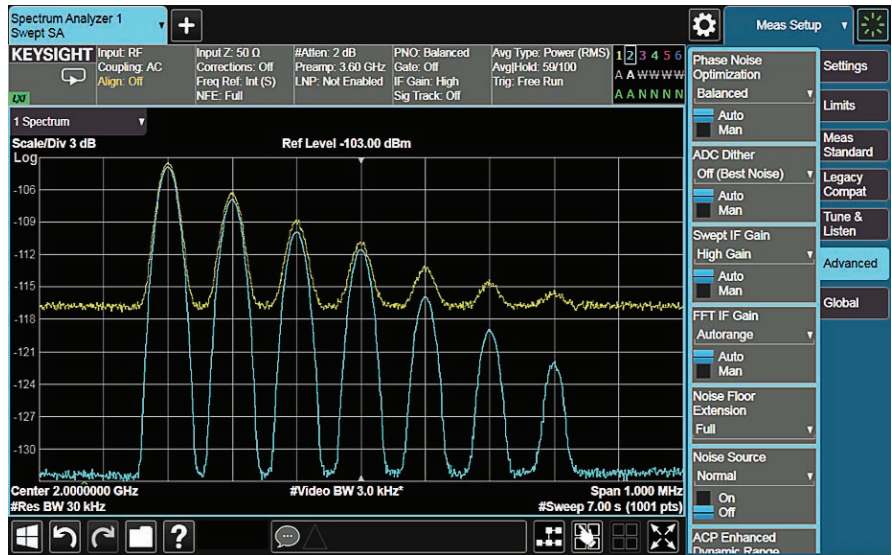 Spectrum Analyzer 1
Swept SA
Meas Setup
KEYSIGHT
LXI
Input: RF
Coupling: AC
Align: Off
Input Z: 50 Ω
Corrections: Off
Freq Ref: Int (S)
NFE: Full
#Atten: 2 dB
Preamp: 3.60 GHz
LNP: Not Enabled
PNO: Balanced
Gate: Off
IF Gain: High
Sig Track: Off
Avg Type: Power (RMS)
Avg|Hold: 59/100
Trig: Free Run
1 2 3 4 5 6
A A W W W W
A A N N N N
1 Spectrum
Scale/Div 3 dB
Ref Level -103.00 dBm
Log
-106
-109
-112
-115
-118
-121
-124
-127
-130
Center 2.0000000 GHz
#Res BW 30 kHz
#Video BW 3.0 kHz*
Span 1.000 MHz
#Sweep 7.00 s (1001 pts)
?
Phase Noise
Optimization
Balanced
Auto
Man
ADC Dither
Off (Best Noise)
Auto
Man
Swept IF Gain
High Gain
Auto
Man
FFT IF Gain
Autorange
Auto
Man
Noise Floor
Extension
Full
Noise Source
Normal
On
Off
ACP Enhanced
Dynamic Range
Settings
Limits
Meas
Standard
Legacy
Compat
Tune &
Listen
Advanced
Global